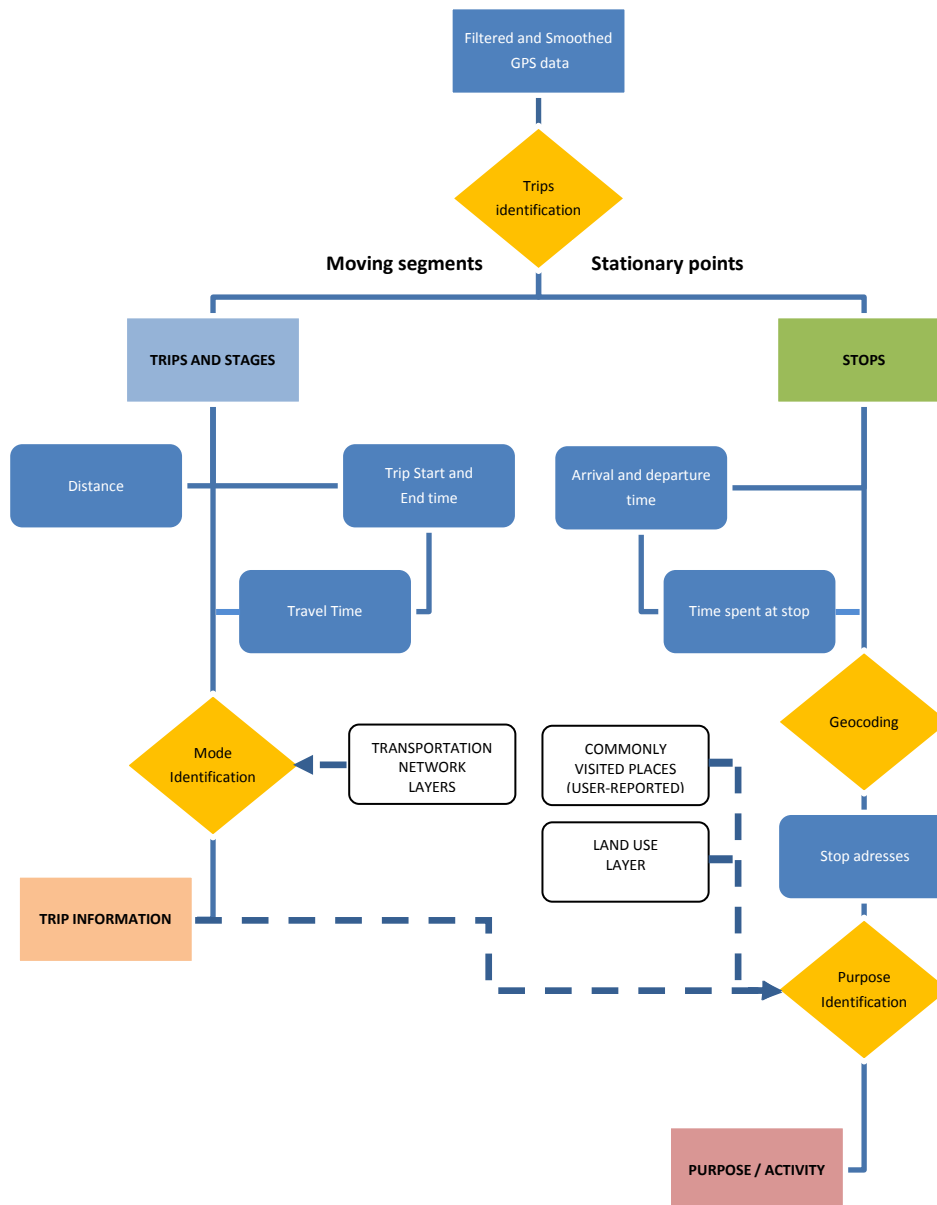 Filtered and Smoothed
GPS data
Trips
identification
Moving segments
Stationary points
TRIPS AND STAGES
STOPS
Distance
Trip Start and
End time
Arrival and departure
time
Travel Time
Time spent at stop
Mode
Identification
TRANSPORTATION
NETWORK
LAYERS
COMMONLY
VISITED PLACES
(USER-REPORTED)
Geocoding
LAND USE
LAYER
Stop adresses
TRIP INFORMATION
Purpose
Identification
PURPOSE / ACTIVITY